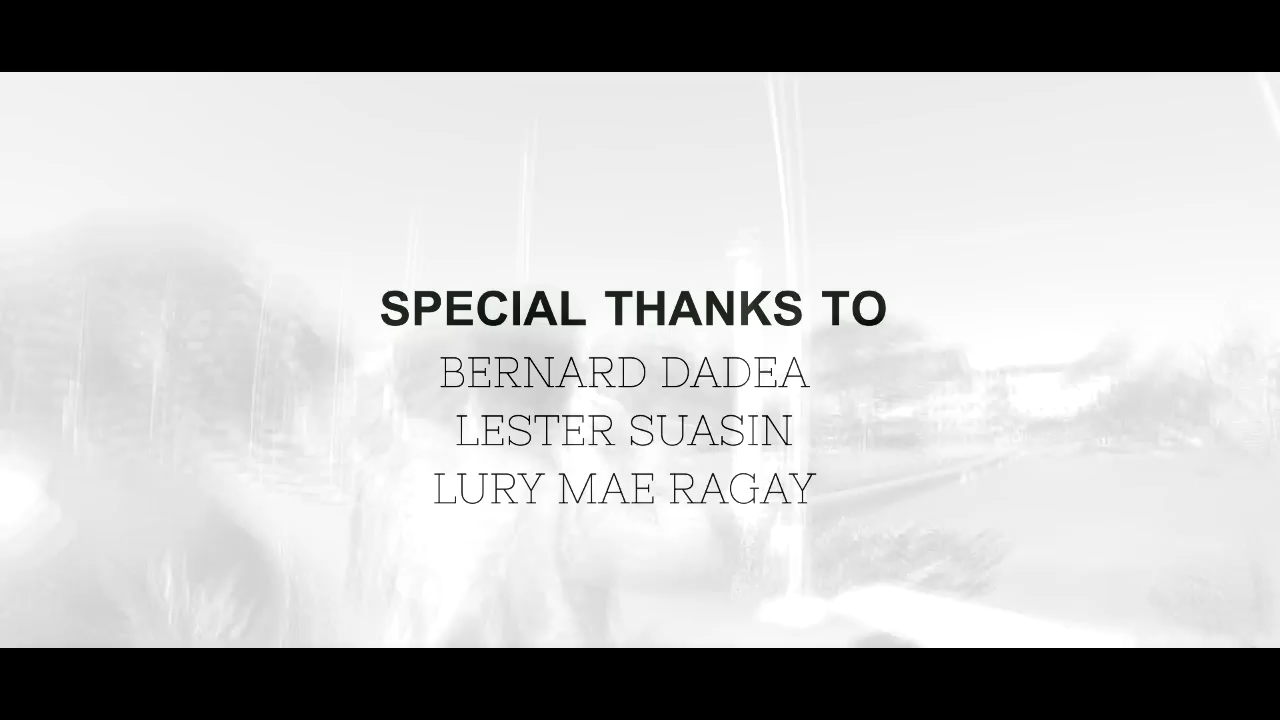 SPECIAL THANKS TO
BERNARD DADEA
LESTER SUASIN
LURY MAE RAGAY